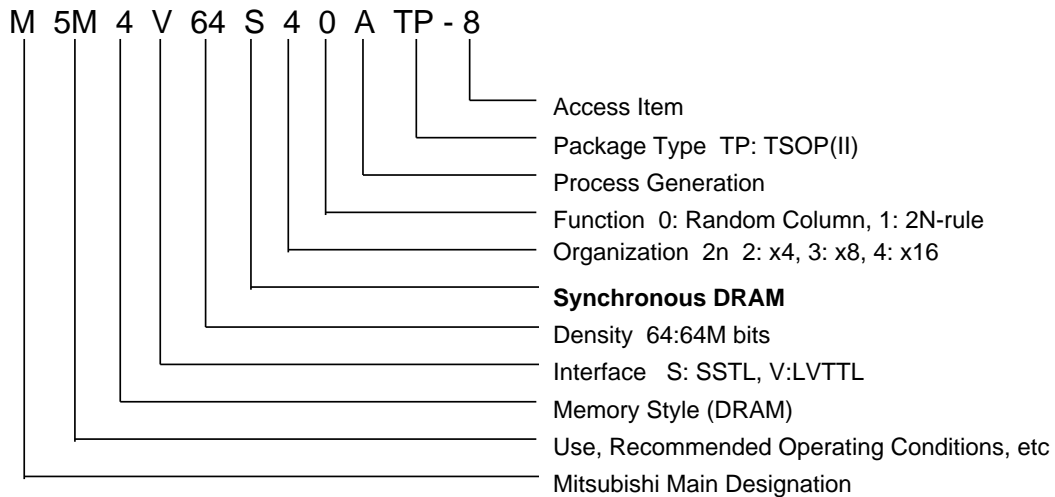 M 5M 4 V 64 S 4 0 A TP - 8
Access Item
Package Type TP: TSOP(II)
Process Generation
Function 0: Random Column, 1: 2N-rule
Organization 2n 2: x4, 3: x8, 4: x16
Synchronous DRAM
Density 64:64M bits
Interface S: SSTL, V:LVTTL
Memory Style (DRAM)
Use, Recommended Operating Conditions, etc
Mitsubishi Main Designation